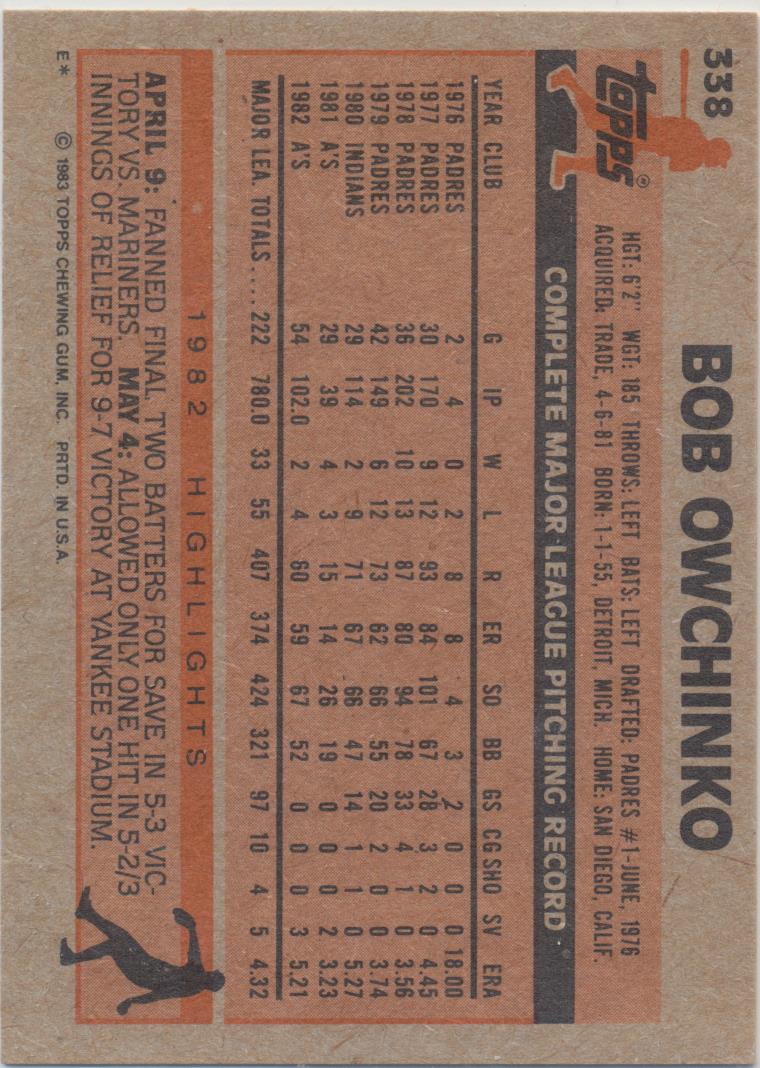 338
BOB OWCHINKO
Topps®
HGT: 6'2" WGT: 185 THROWS: LEFT BATS: LEFT DRAFTED: PADRES #1-JUNE, 1976
ACQUIRED: TRADE, 4-6-81 BORN: 1-1-55, DETROIT, MICH. HOME: SAN DIEGO, CALIF.
COMPLETE MAJOR LEAGUE PITCHING RECORD
YEAR CLUB G IP W L R ER SO BB GS CG SHO SV ERA
1976 PADRES 2 4 0 2 8 8 4 3 2 0 0 0 18.00
1977 PADRES 30 170 9 12 93 84 101 67 28 3 2 0 4.45
1978 PADRES 36 202 10 13 87 80 94 78 33 4 1 0 3.56
1979 PADRES 42 149 6 12 73 62 66 55 20 2 0 0 3.74
1980 INDIANS 29 114 2 9 71 67 66 47 14 1 1 0 5.27
1981 A'S 29 39 4 3 15 14 26 19 0 0 0 2 3.23
1982 A'S 54 102.0 2 4 60 59 67 52 0 0 0 3 5.21
MAJOR LEA. TOTALS.... 222 780.0 33 55 407 374 424 321 97 10 4 5 4.32
1982 HIGHLIGHTS
APRIL 9: FANNED FINAL TWO BATTERS FOR SAVE IN 5-3 VIC-
TORY VS. MARINERS. MAY 4: ALLOWED ONLY ONE HIT IN 5-2/3
INNINGS OF RELIEF FOR 9-7 VICTORY AT YANKEE STADIUM.
E* © 1983 TOPPS CHEWING GUM, INC. PRTD. IN U.S.A.